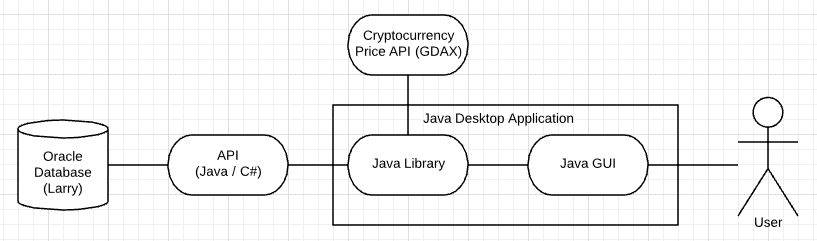 Cryptocurrency
Price API (GDAX)
Java Desktop Application
Oracle
Database
(Larry)
API
(Java / C#)
Java Library
Java GUI
User